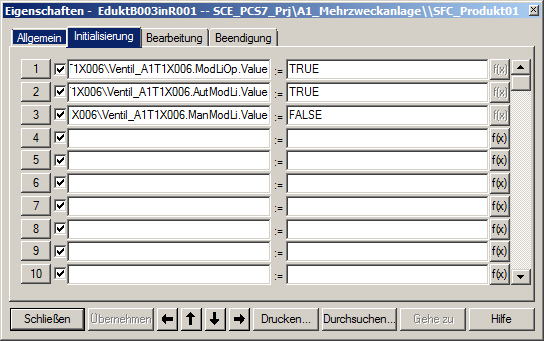 Eigenschaften - EduktB003inR001 -- SCE_PCS7_Prj\A1_Mehrzweckanlage\\SFC_Produkt01
Allgemein Initialisierung Bearbeitung Beendigung
1 T1X006\Ventil_A1T1X006.ModLiOp.Value := TRUE f(x)
2 1X006\Ventil_A1T1X006.AutModLi.Value := TRUE f(x)
3 X006\Ventil_A1T1X006.ManModLi.Value := FALSE f(x)
4 := f(x)
5 := f(x)
6 := f(x)
7 := f(x)
8 := f(x)
9 := f(x)
10 := f(x)
Schließen Übernehmen Drucken... Durchsuchen... Gehe zu Hilfe